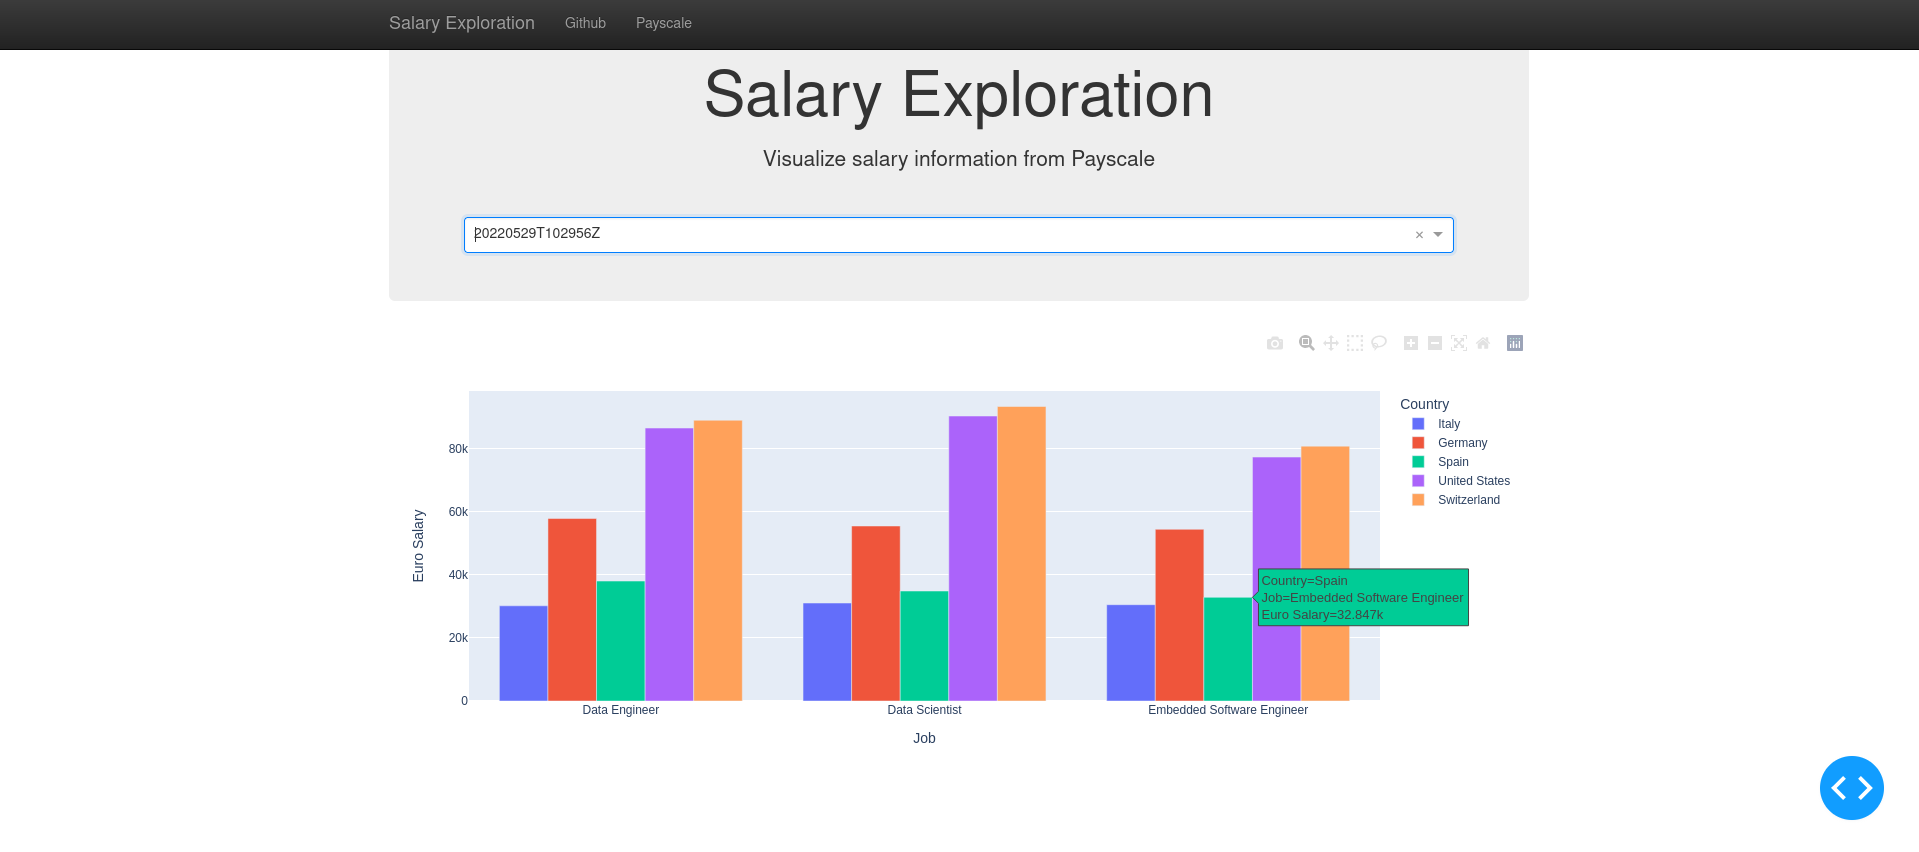 Salary Exploration Github Payscale
Salary Exploration
Visualize salary information from Payscale
20220529T102956Z
Country
Italy
Germany
Spain
United States
Switzerland
80k
60k
40k
20k
0
Euro Salary
Country=Spain
Job=Embedded Software Engineer
Euro Salary=32.847k
Data Engineer Data Scientist Embedded Software Engineer
Job